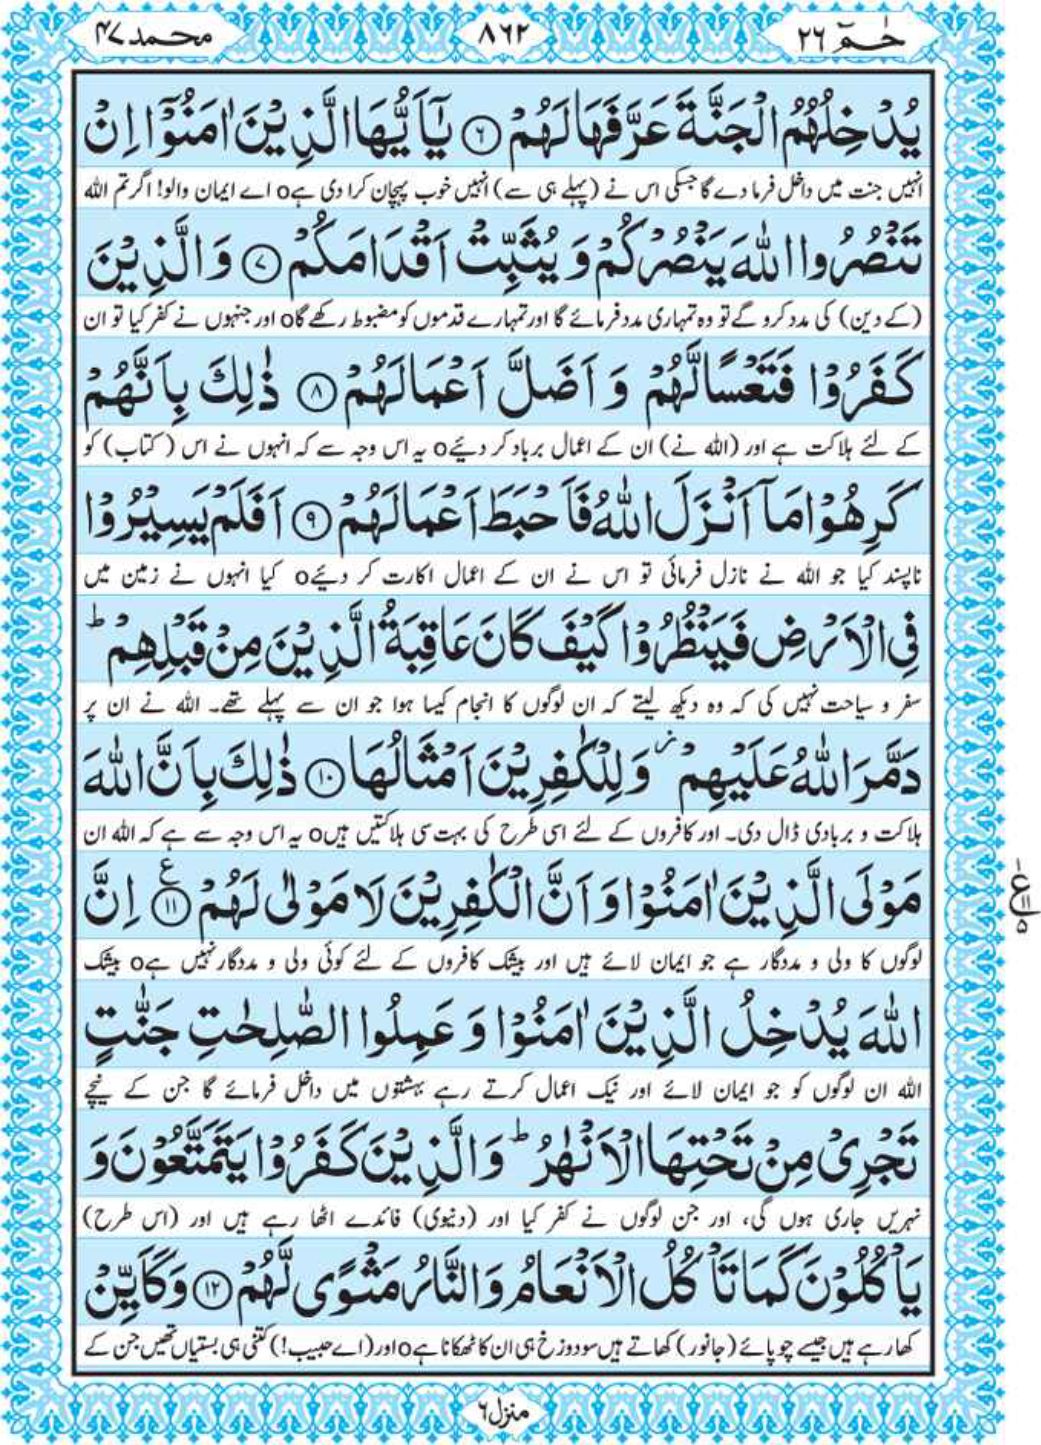 حٰمٓ ٢٦
٨٦٢
محمد ٤٧
يُدْخِلُهُمُ الْجَنَّةَ عَرَّفَهَا لَهُمْ ۝٦ يٰۤاَيُّهَا الَّذِيْنَ اٰمَنُوْۤا اِنْ
انہیں جنت میں داخل فرما دے گا جسکی اس نے (پہلے ہی سے) انہیں خوب پہچان کرا دی ہے o اے ایمان والو! اگر تم اللہ
تَنْصُرُوا اللّٰهَ يَنْصُرْكُمْ وَ يُثَبِّتْ اَقْدَامَكُمْ ۝٧ وَ الَّذِيْنَ
(کے دین) کی مدد کرو گے تو وہ تمہاری مدد فرمائے گا اور تمہارے قدموں کو مضبوط رکھے گا o اور جنہوں نے کفر کیا تو ان
كَفَرُوْا فَتَعْسًا لَّهُمْ وَ اَضَلَّ اَعْمَالَهُمْ ۝٨ ذٰلِكَ بِاَنَّهُمْ
کے لئے ہلاکت ہے اور (اللہ نے) ان کے اعمال برباد کر دیئے o یہ اس وجہ سے کہ انہوں نے اس (کتاب) کو
كَرِهُوْا مَاۤ اَنْزَلَ اللّٰهُ فَاَحْبَطَ اَعْمَالَهُمْ ۝٩ اَفَلَمْ يَسِيْرُوْا
ناپسند کیا جو اللہ نے نازل فرمائی تو اس نے ان کے اعمال اکارت کر دیئے o کیا انہوں نے زمین میں
فِي الْاَرْضِ فَيَنْظُرُوْا كَيْفَ كَانَ عَاقِبَةُ الَّذِيْنَ مِنْ قَبْلِهِمْ ؕ
سفر و سیاحت نہیں کی کہ وہ دیکھ لیتے کہ ان لوگوں کا انجام کیسا ہوا جو ان سے پہلے تھے۔ اللہ نے ان پر
دَمَّرَ اللّٰهُ عَلَيْهِمْ ؗ وَ لِلْكٰفِرِيْنَ اَمْثَالُهَا ۝١٠ ذٰلِكَ بِاَنَّ اللّٰهَ
ہلاکت و بربادی ڈال دی۔ اور کافروں کے لئے اسی طرح کی بہت سی ہلاکتیں ہیں o یہ اس وجہ سے ہے کہ اللہ ان
مَوْلَى الَّذِيْنَ اٰمَنُوْا وَ اَنَّ الْكٰفِرِيْنَ لَا مَوْلٰى لَهُمْ ۝١١ ع اِنَّ
لوگوں کا ولی و مددگار ہے جو ایمان لائے ہیں اور بیشک کافروں کے لئے کوئی ولی و مددگار نہیں ہے o بیشک
اللّٰهَ يُدْخِلُ الَّذِيْنَ اٰمَنُوْا وَ عَمِلُوا الصّٰلِحٰتِ جَنّٰتٍ
اللہ ان لوگوں کو جو ایمان لائے اور نیک اعمال کرتے رہے بہشتوں میں داخل فرمائے گا جن کے نیچے
تَجْرِيْ مِنْ تَحْتِهَا الْاَنْهٰرُ ؕ وَ الَّذِيْنَ كَفَرُوْا يَتَمَتَّعُوْنَ وَ
نہریں جاری ہوں گی، اور جن لوگوں نے کفر کیا اور (دنیوی) فائدے اٹھا رہے ہیں اور (اس طرح)
يَاْكُلُوْنَ كَمَا تَاْكُلُ الْاَنْعَامُ وَ النَّارُ مَثْوًى لَّهُمْ ۝١٢ وَ كَاَيِّنْ
کھا رہے ہیں جیسے چوپائے (جانور) کھاتے ہیں سو دوزخ ہی ان کا ٹھکانا ہے o اور (اے حبیب!) کتنی ہی بستیاں تھیں جن کے
ع ١١ ٥
منزل ٦